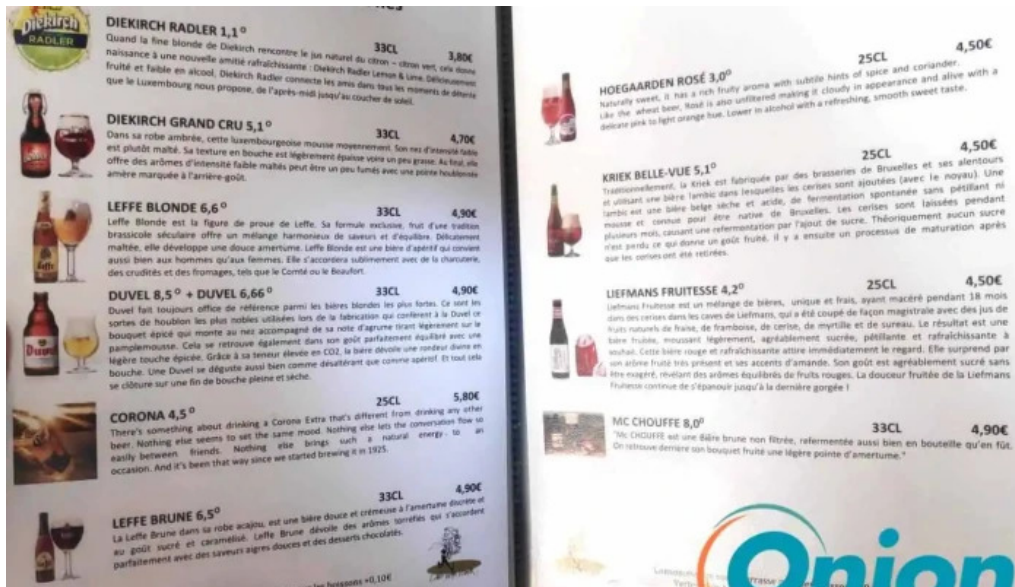 Diekirch
RADLER
DIEKIRCH RADLER 1,1° 33CL 3,80€
Quand la fine blonde de Diekirch rencontre le jus naturel du citron – citron vert, cela donne
naissance à une nouvelle amitié rafraîchissante : Diekirch Radler Lemon & Lime. Délicieusement
fruité et faible en alcool, Diekirch Radler connecte les amis dans tous les moments de détente
que le Luxembourg nous propose, de l'après-midi jusqu'au coucher de soleil.
DIEKIRCH GRAND CRU 5,1° 33CL 4,70€
Dans sa robe ambrée, cette luxembourgeoise mousse moyennement. Son nez d'intensité faible
est plutôt malté. Sa texture en bouche est légèrement épaisse voire un peu grasse. Au final, elle
offre des arômes d'intensité faible maltés peut être un peu fumés avec une pointe houblonnée
amère marquée à l'arrière-goût.
LEFFE BLONDE 6,6° 33CL 4,90€
Leffe Blonde est la figure de proue de Leffe. Sa formule exclusive, fruit d'une tradition
brassicole séculaire offre un mélange harmonieux de saveurs et d'équilibre. Délicatement
maltée, elle développe une douce amertume. Leffe Blonde est une bière d'apéritif qui convient
aussi bien aux hommes qu'aux femmes. Elle s'accordera sublimement avec de la charcuterie,
des crudités et des fromages, tels que le Comté ou le Beaufort.
DUVEL 8,5° + DUVEL 6,66° 33CL 4,90€
Duvel fait toujours office de référence parmi les bières blondes les plus fortes. Ce sont les
sortes de houblon les plus nobles utilisées lors de la fabrication qui confèrent à la Duvel ce
bouquet épicé qui monte au nez accompagné de sa note d'agrume tirant légèrement sur le
pamplemousse. Cela se retrouve également dans son goût parfaitement équilibré avec une
légère touche épicée. Grâce à sa teneur élevée en CO2, la bière dévoile une rondeur divine en
bouche. Une Duvel se déguste aussi bien comme désaltérant que comme apéritif. Et tout cela
se clôture sur une fin de bouche pleine et sèche.
CORONA 4,5° 25CL 5,80€
There's something about drinking a Corona Extra that's different from drinking any other
beer. Nothing else seems to set the same mood. Nothing else lets the conversation flow so
easily between friends. Nothing else brings such a natural energy - to an
occasion. And it's been that way since we started brewing it in 1925.
LEFFE BRUNE 6,5° 33CL 4,90€
La Leffe Brune dans sa robe acajou, est une bière douce et crémeuse à l'amertume discrète et
au goût sucré et caramélisé. Leffe Brune dévoile des arômes torréfiés qui s'accordent
parfaitement avec des saveurs aigres douces et des desserts chocolatés.
boissons +0,10€
HOEGAARDEN ROSÉ 3,0° 25CL 4,50€
Naturally sweet, it has a rich fruity aroma with subtle hints of spice and coriander.
Like the wheat beer, Rosé is also unfiltered making it cloudy in appearance and alive with a
delicate pink to light orange hue. Lower in alcohol with a refreshing, smooth sweet taste.
KRIEK BELLE-VUE 5,1° 25CL 4,50€
Traditionnellement, la Kriek est fabriquée par des brasseries de Bruxelles et ses alentours
et utilisant une bière lambic dans lesquelles les cerises sont ajoutées (avec le noyau). Une
lambic est une bière belge sèche et acide, de fermentation spontanée sans pétillant ni
mousse et connue pour être native de Bruxelles. Les cerises sont laissées pendant
plusieurs mois, causant une refermentation par l'ajout de sucre. Théoriquement aucun sucre
n'est perdu ce qui donne un goût fruité. Il y a ensuite un processus de maturation après
que les cerises ont été retirées.
LIEFMANS FRUITESSE 4,2° 25CL 4,50€
Liefmans Fruitesse est un mélange de bières, unique et frais, ayant macéré pendant 18 mois
dans des cerises dans les caves de Liefmans, qui a été coupé de façon magistrale avec des jus de
fruits naturels de fraise, de framboise, de cerise, de myrtille et de sureau. Le résultat est une
bière fruitée, moussant légèrement, agréablement sucrée, pétillante et rafraîchissante à
souhait. Cette bière rouge et rafraîchissante attire immédiatement le regard. Elle surprend par
son arôme fruité très présent et ses accents d'amande. Son goût est agréablement sucré sans
être exagéré, révélant des arômes équilibrés de fruits rouges. La douceur fruitée de la Liefmans
Fruitesse continue de s'épanouir jusqu'à la dernière gorgée !
MC CHOUFFE 8,0° 33CL 4,90€
"Mc CHOUFFE est une Bière brune non filtrée, refermentée aussi bien en bouteille qu'en fût.
On retrouve derrière son bouquet fruité une légère pointe d'amertume."
Onion